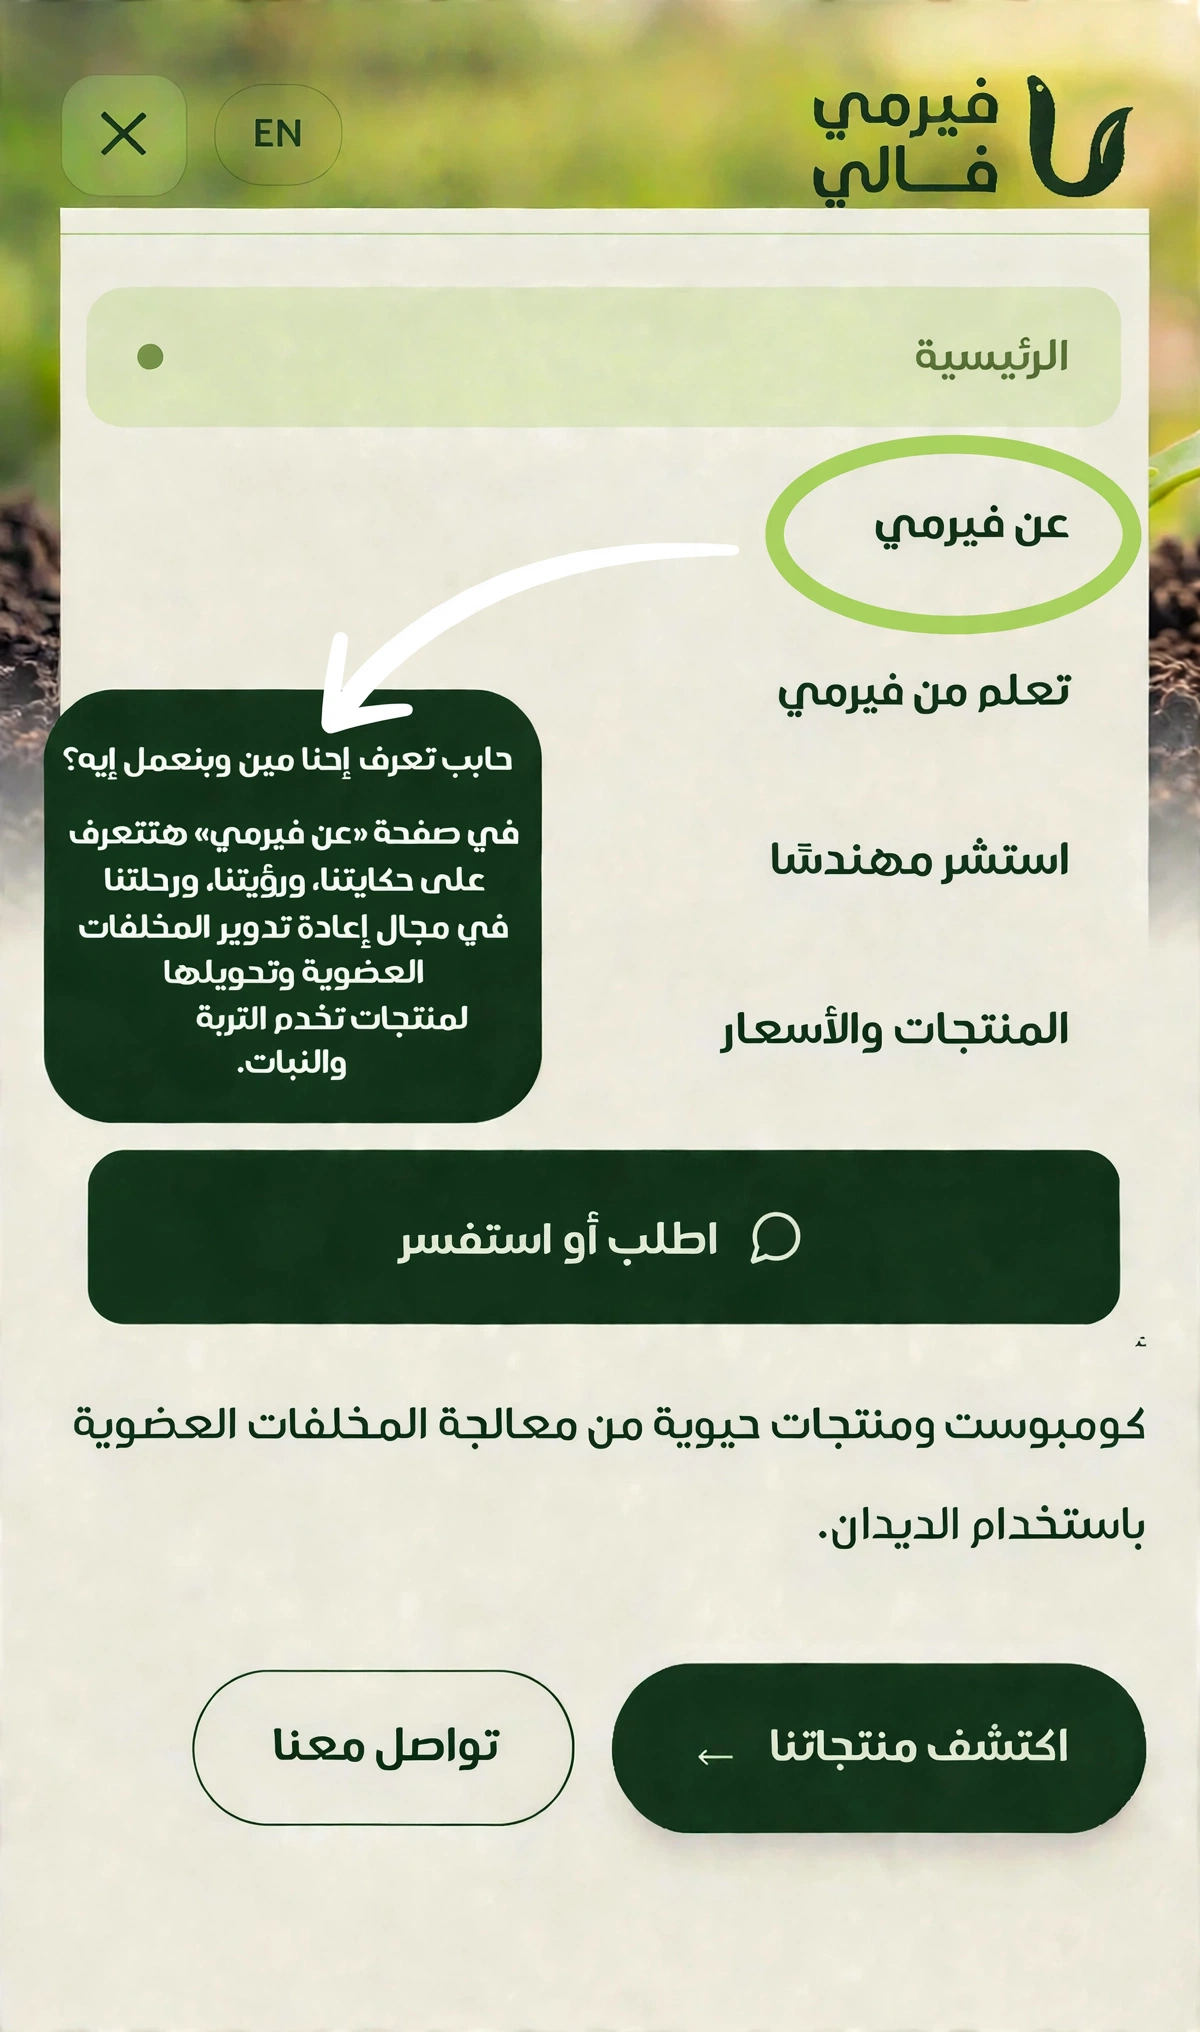 فيرمي
فالي
EN
الرئيسية
عن فيرمي
تعلم من فيرمي
استشر مهندسًا
المنتجات والأسعار
حابب تعرف إحنا مين وبنعمل إيه؟
في صفحة «عن فيرمي» هتتعرف
على حكايتنا، ورؤيتنا، ورحلتنا
في مجال إعادة تدوير المخلفات
العضوية وتحويلها
لمنتجات تخدم التربة
والنبات.
اطلب أو استفسر
كومبوست ومنتجات حيوية من معالجة المخلفات العضوية
باستخدام الديدان.
اكتشف منتجاتنا ←
تواصل معنا